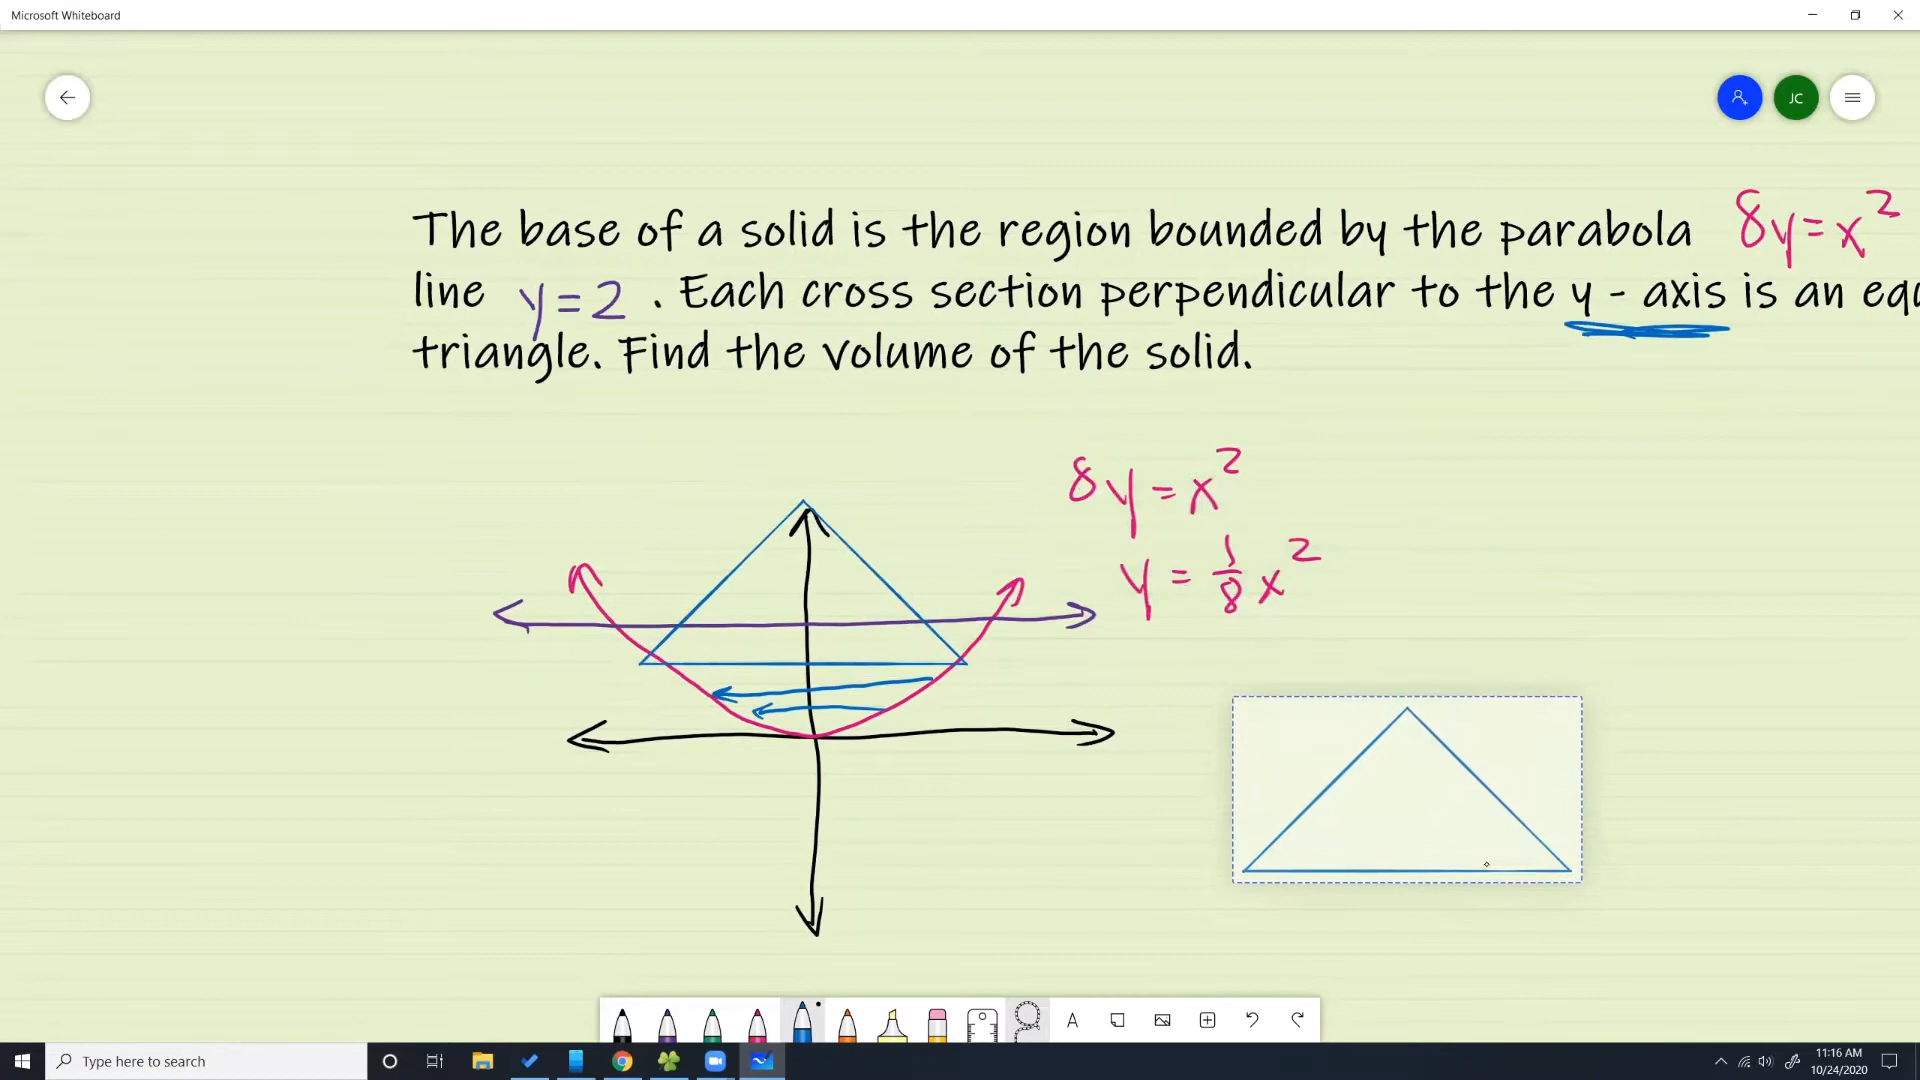 Microsoft Whiteboard
JC
The base of a solid is the region bounded by the parabola 8y = x²
line y = 2 . Each cross section perpendicular to the y - axis is an equ
triangle. Find the volume of the solid.
8y = x²
y = 1/8 x²
A
Type here to search
11:16 AM
10/24/2020